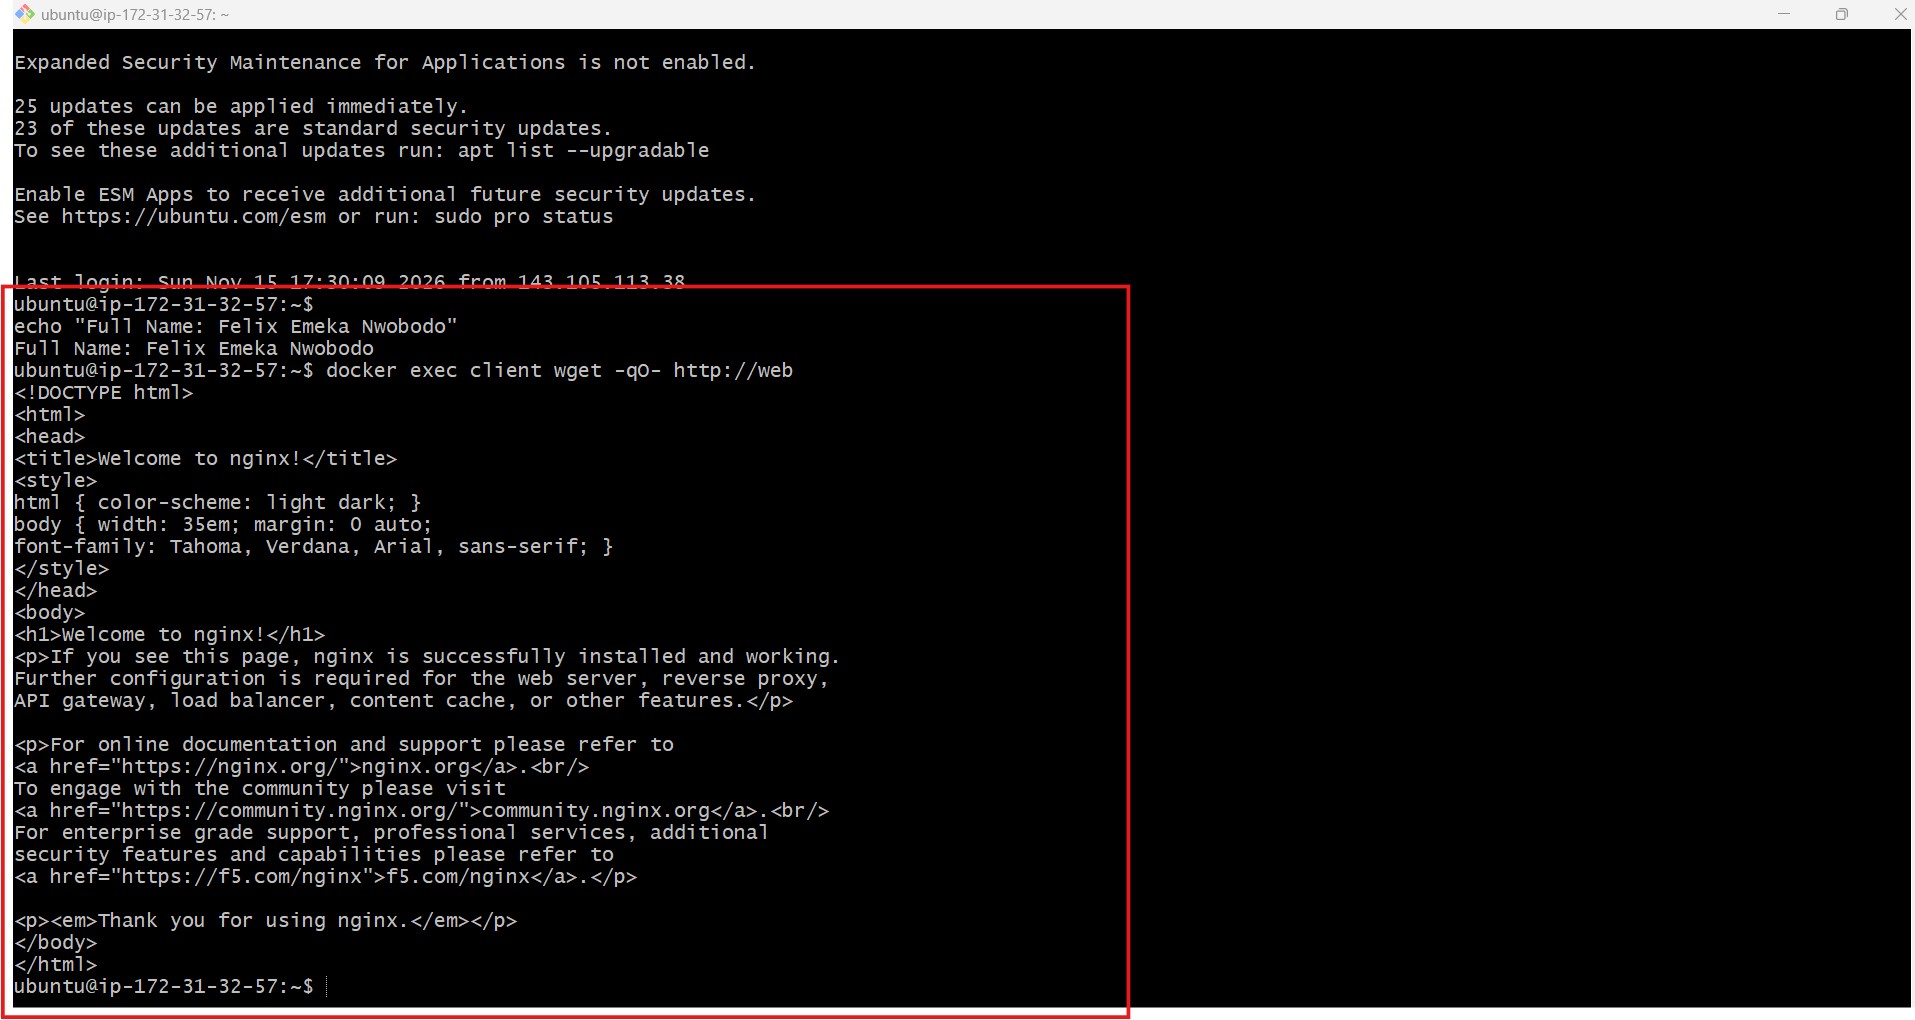 ubuntu@ip-172-31-32-57: ~
Expanded Security Maintenance for Applications is not enabled.
25 updates can be applied immediately.
23 of these updates are standard security updates.
To see these additional updates run: apt list --upgradable
Enable ESM Apps to receive additional future security updates.
See https://ubuntu.com/esm or run: sudo pro status
Last login: Sun Nov 15 17:30:09 2026 from 143.105.113.38
ubuntu@ip-172-31-32-57:~$
echo "Full Name: Felix Emeka Nwobodo"
Full Name: Felix Emeka Nwobodo
ubuntu@ip-172-31-32-57:~$ docker exec client wget -qO- http://web
<!DOCTYPE html>
<html>
<head>
<title>Welcome to nginx!</title>
<style>
html { color-scheme: light dark; }
body { width: 35em; margin: 0 auto;
font-family: Tahoma, Verdana, Arial, sans-serif; }
</style>
</head>
<body>
<h1>Welcome to nginx!</h1>
<p>If you see this page, nginx is successfully installed and working.
Further configuration is required for the web server, reverse proxy,
API gateway, load balancer, content cache, or other features.</p>
<p>For online documentation and support please refer to
<a href="https://nginx.org/">nginx.org</a>.<br/>
To engage with the community please visit
<a href="https://community.nginx.org/">community.nginx.org</a>.<br/>
For enterprise grade support, professional services, additional
security features and capabilities please refer to
<a href="https://f5.com/nginx">f5.com/nginx</a>.</p>
<p><em>Thank you for using nginx.</em></p>
</body>
</html>
ubuntu@ip-172-31-32-57:~$